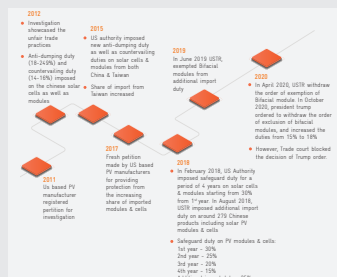 2012
Investigation
showcased the
unfair trade
practices
Anti-dumping duty
(18-249%) and
countervailing duty
(14-16%) imposed
on the chinese solar
cells as well as
modules
2015
US authority imposed
new anti-dumping duty
as well as countervailing
duties on solar cells &
modules from both
China & Taiwan
Share of import from
Taiwan increased
2019
In June 2019 USTR,
exempted Bifacial
modules from
additional import
duty
2020
In April 2020, USTR withdraw
the order of exemption of
Bifacial module. In October
2020, president trump
ordered to withdraw the order
of exclusion of bifacial
modules, and increased the
duties from 15% to 18%
However, Trade court blocked
the decision of Trump order.
2011
Us based PV
manufacturer
registered
partition for
investigation
2017
Fresh petition
made by US based
PV manufacturers
for providing
protection from
the increasing
share of imported
modules & cells
2018
In February 2018, US Authority
imposed safeguard duty for a
period of 4 years on solar cells
& modules starting from 30%
from 1st year. In August 2018,
USTR imposed additional import
duty on around 279 Chinese
products including solar PV
modules & cells
Safeguard duty on PV modules & cells:
1st year - 30%
2nd year - 25%
3rd year - 20%
4th year - 15%